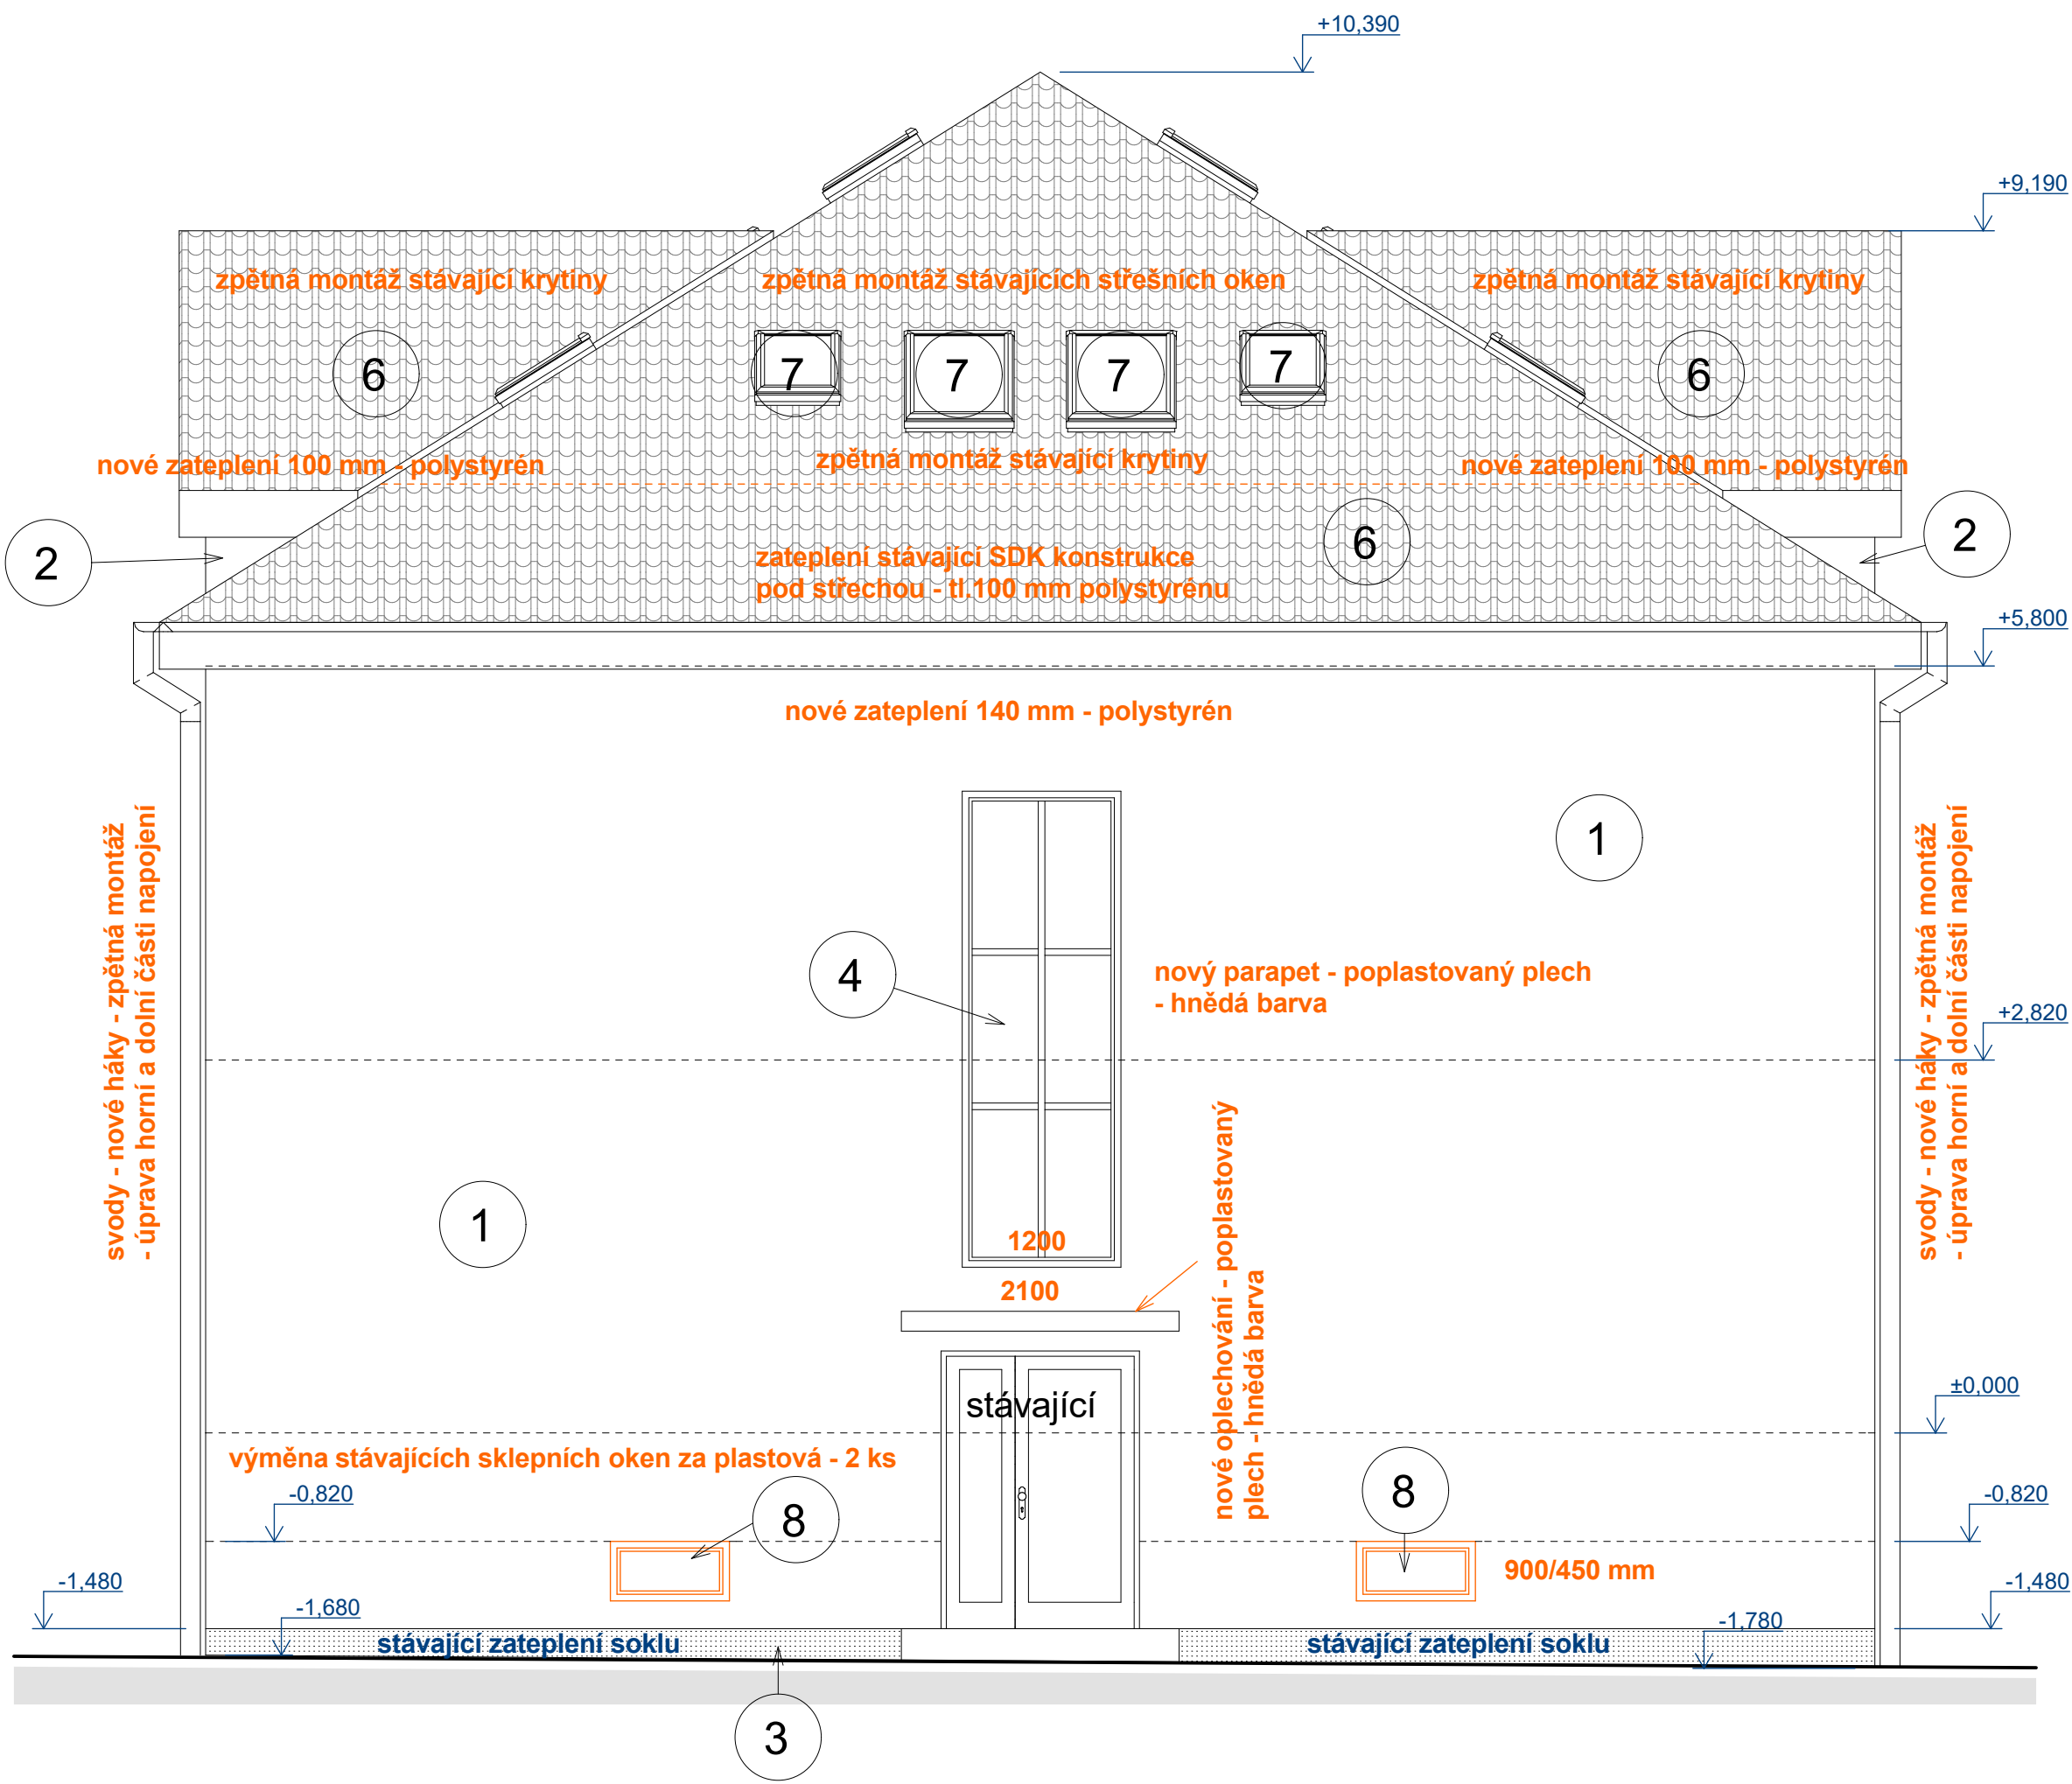 +10,390
+9,190
zpětná montáž stávající krytiny
zpětná montáž stávajících střešních oken
zpětná montáž stávající krytiny
6
7
7
7
7
6
nové zateplení 100 mm - polystyrén
zpětná montáž stávající krytiny
nové zateplení 100 mm - polystyrén
2
6
2
zateplení stávající SDK konstrukce
pod střechou - tl.100 mm polystyrénu
+5,800
nové zateplení 140 mm - polystyrén
1
svody - nové háky - zpětná montáž
- úprava horní a dolní části napojení
svody - nové háky - zpětná montáž
- úprava horní a dolní části napojení
4
nový parapet - poplastovaný plech
- hnědá barva
+2,820
1
1200
2100
nové oplechování - poplastovaný
plech - hnědá barva
stávající
±0,000
výměna stávajících sklepních oken za plastová - 2 ks
-0,820
8
8
-0,820
900/450 mm
-1,480
-1,480
-1,680
-1,780
stávající zateplení soklu
stávající zateplení soklu
3